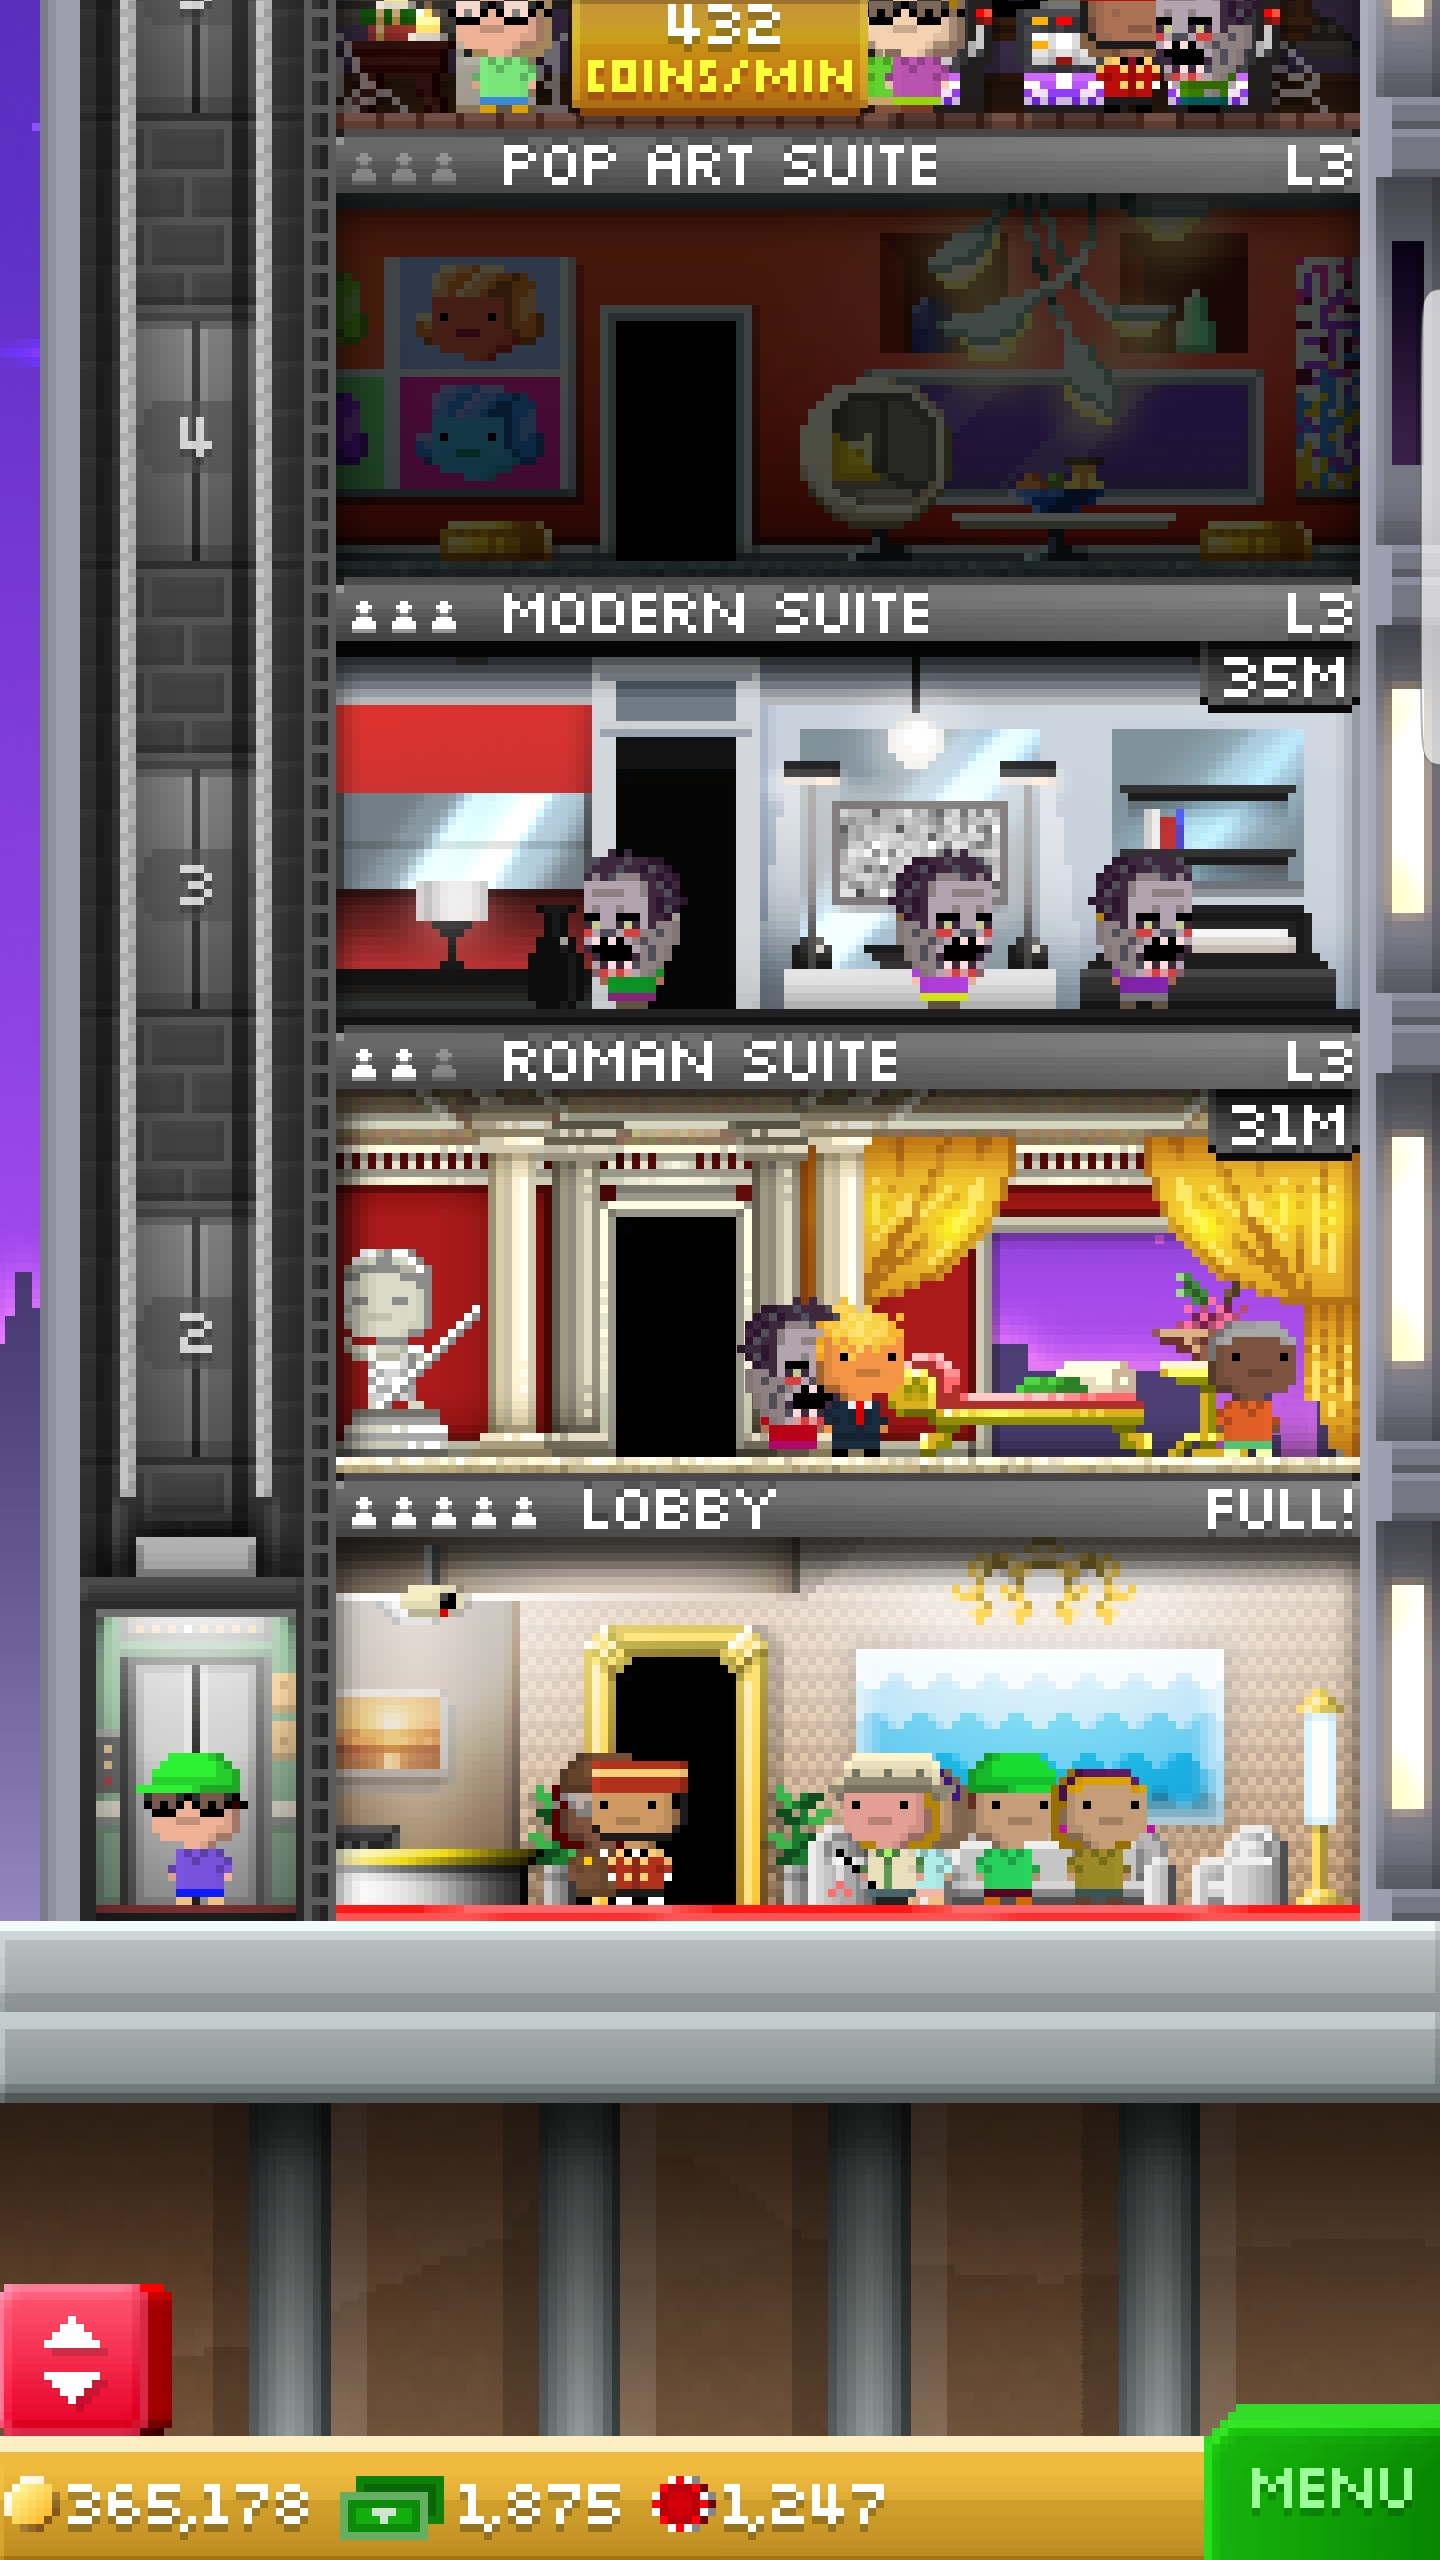 432
COINS/MIN
POP ART SUITE L3
4
MODERN SUITE L3
35M
3
ROMAN SUITE L3
31M
2
LOBBY FULL!
365,178 1,875 1,247
MENU